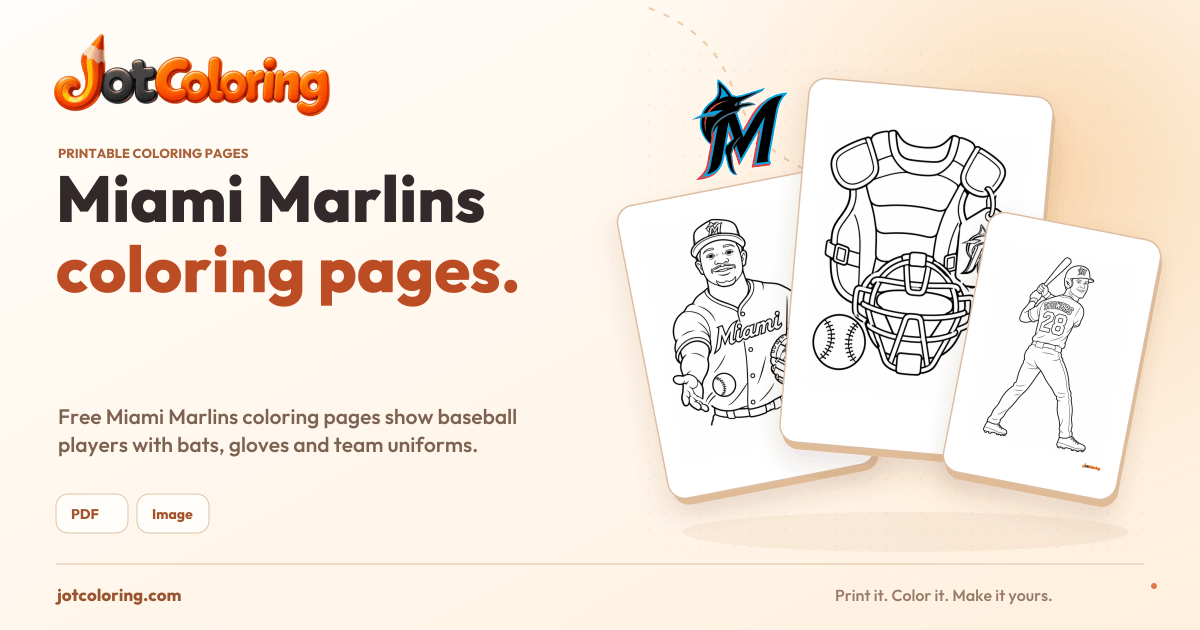 JotColoring
PRINTABLE COLORING PAGES
Miami Marlins
coloring pages.
Free Miami Marlins coloring pages show baseball
players with bats, gloves and team uniforms.
PDF
Image
M
M
Miami
28
jotcoloring.com
Print it. Color it. Make it yours.